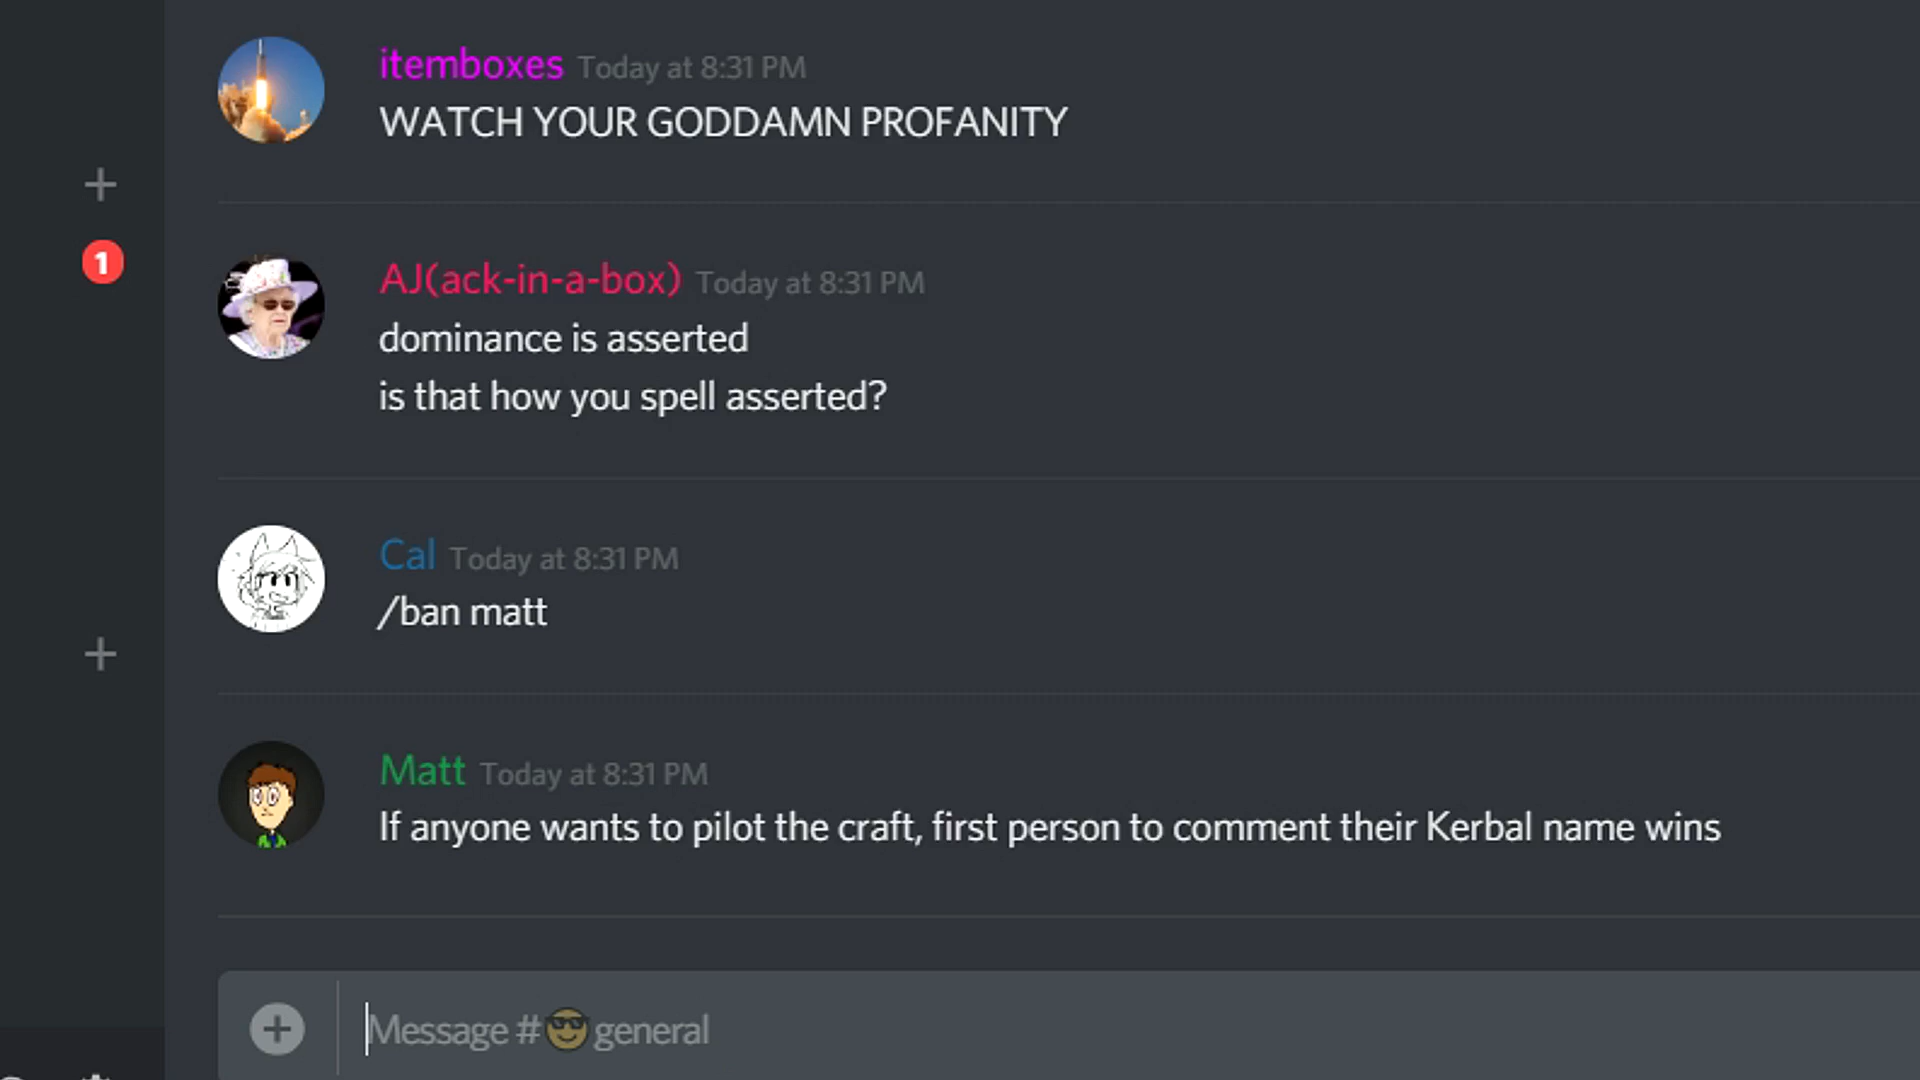 itemboxes Today at 8:31 PM
WATCH YOUR GODDAMN PROFANITY
1
AJ(ack-in-a-box) Today at 8:31 PM
dominance is asserted
is that how you spell asserted?
Cal Today at 8:31 PM
/ban matt
Matt Today at 8:31 PM
If anyone wants to pilot the craft, first person to comment their Kerbal name wins
Message #😎general